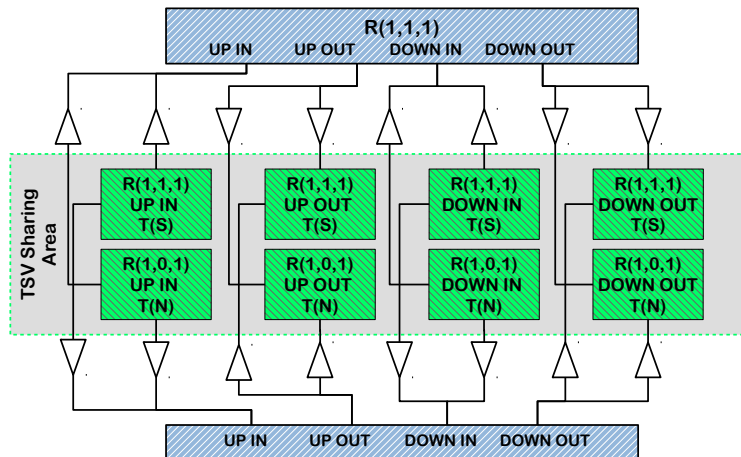 R(1,1,1)
UP IN UP OUT DOWN IN DOWN OUT
TSV Sharing
Area
R(1,1,1)
UP IN
T(S)
R(1,1,1)
UP OUT
T(S)
R(1,1,1)
DOWN IN
T(S)
R(1,1,1)
DOWN OUT
T(S)
R(1,0,1)
UP IN
T(N)
R(1,0,1)
UP OUT
T(N)
R(1,0,1)
DOWN IN
T(N)
R(1,0,1)
DOWN OUT
T(N)
UP IN UP OUT DOWN IN DOWN OUT